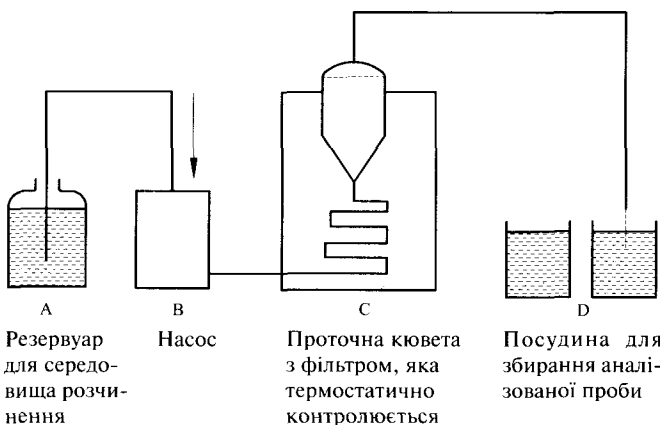 A
B
C
D
Резервуар
для середо-
вища розчи-
нення
Насос
Проточна кювета
з фільтром, яка
термостатично
контролюється
Посудина для
збирання аналі-
зованої проби